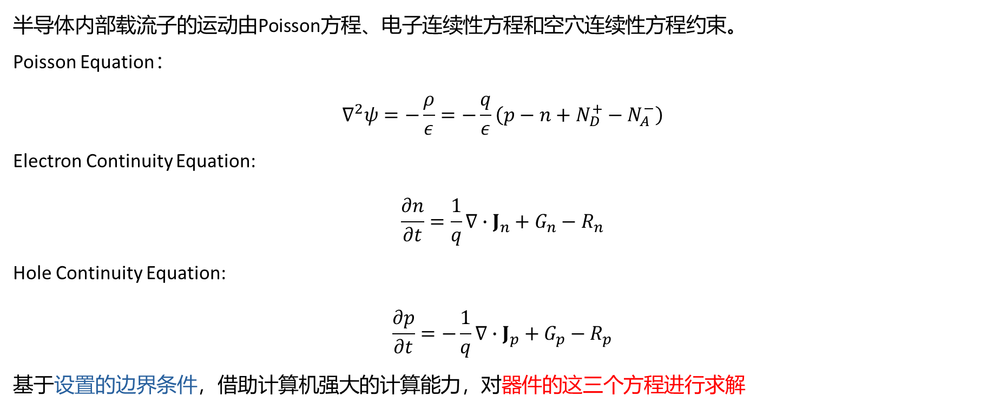 半导体内部载流子的运动由Poisson方程、电子连续性方程和空穴连续性方程约束。
Poisson Equation：
∇²ψ = −ρ/ϵ = −q/ϵ (p − n + N_D^+ − N_A^−)
Electron Continuity Equation:
∂n/∂t = 1/q ∇ · J_n + G_n − R_n
Hole Continuity Equation:
∂p/∂t = −1/q ∇ · J_p + G_p − R_p
基于设置的边界条件，借助计算机强大的计算能力，对器件的这三个方程进行求解